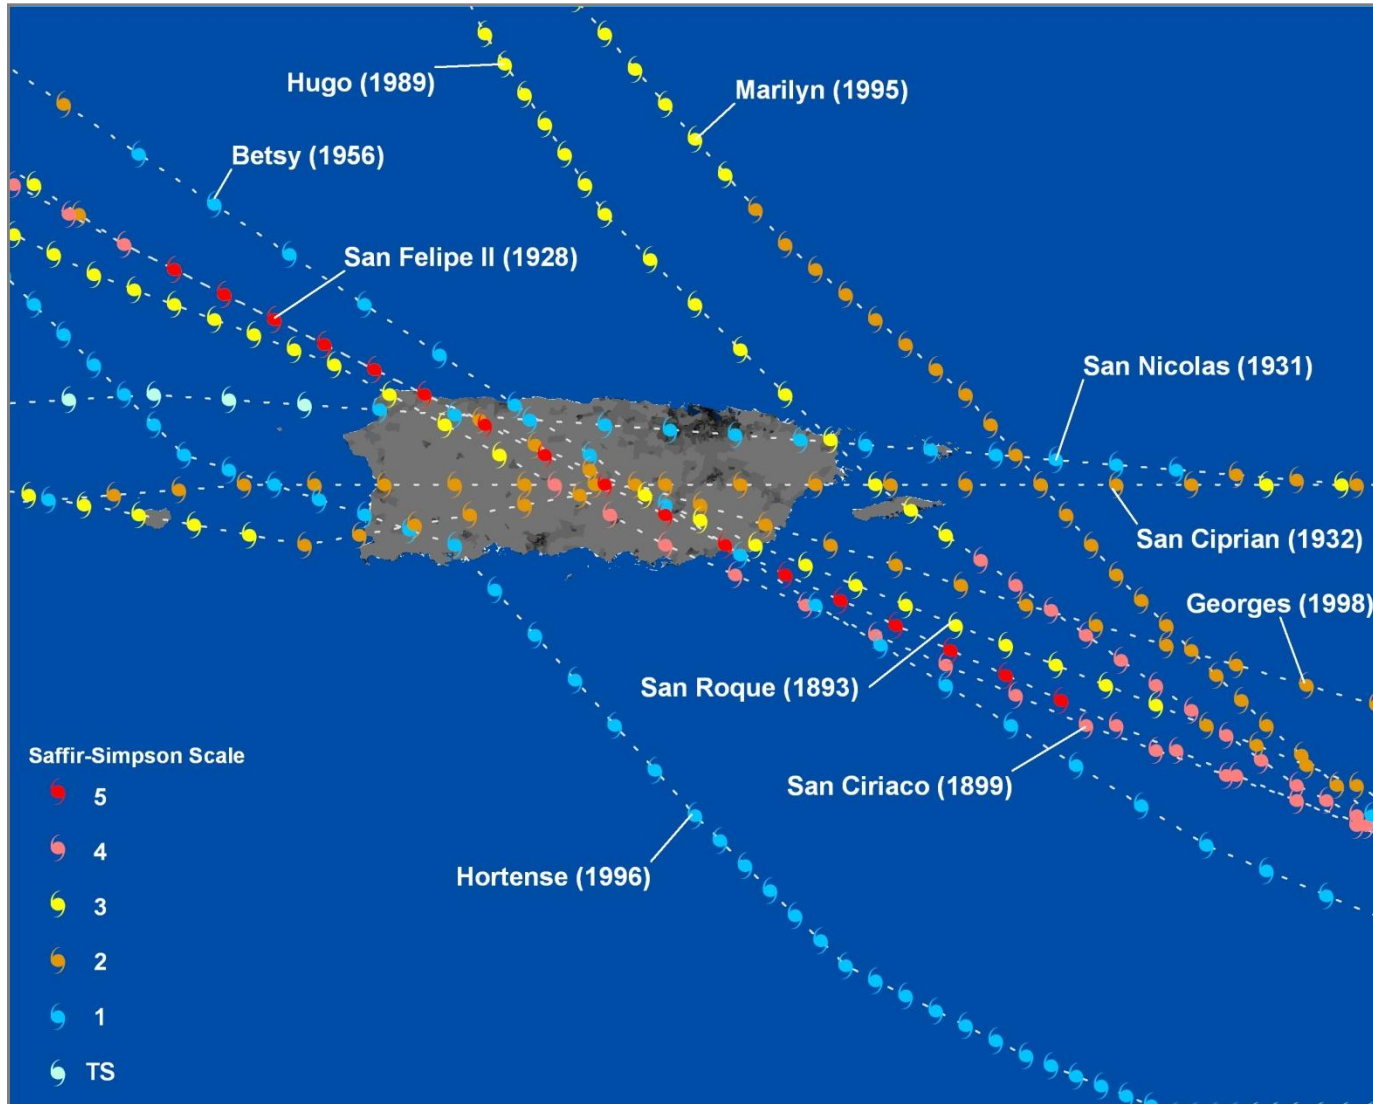 Hugo (1989)
Marilyn (1995)
Betsy (1956)
San Felipe II (1928)
San Nicolas (1931)
San Ciprian (1932)
Georges (1998)
San Roque (1893)
San Ciriaco (1899)
Hortense (1996)
Saffir-Simpson Scale
5
4
3
2
1
TS